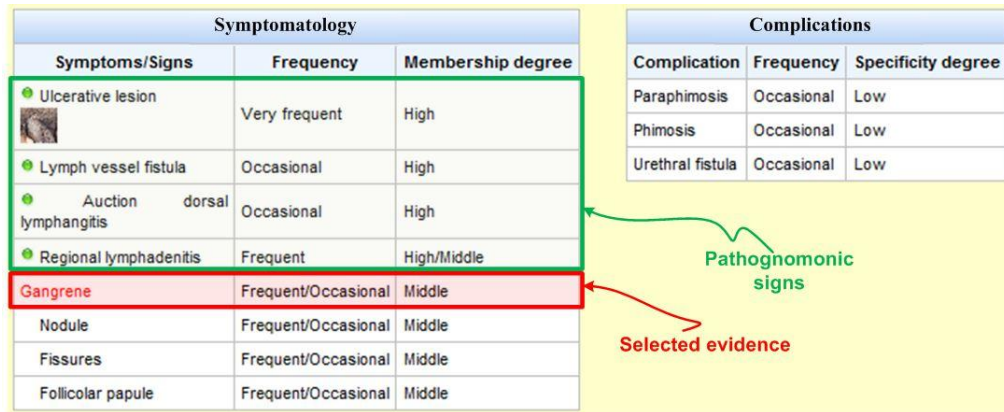 Symptomatology
Symptoms/Signs Frequency Membership degree
Ulcerative lesion Very frequent High
Lymph vessel fistula Occasional High
Auction dorsal
lymphangitis Occasional High
Regional lymphadenitis Frequent High/Middle
Gangrene Frequent/Occasional Middle
Nodule Frequent/Occasional Middle
Fissures Frequent/Occasional Middle
Follicolar papule Frequent/Occasional Middle
Complications
Complication Frequency Specificity degree
Paraphimosis Occasional Low
Phimosis Occasional Low
Urethral fistula Occasional Low
Pathognomonic
signs
Selected evidence